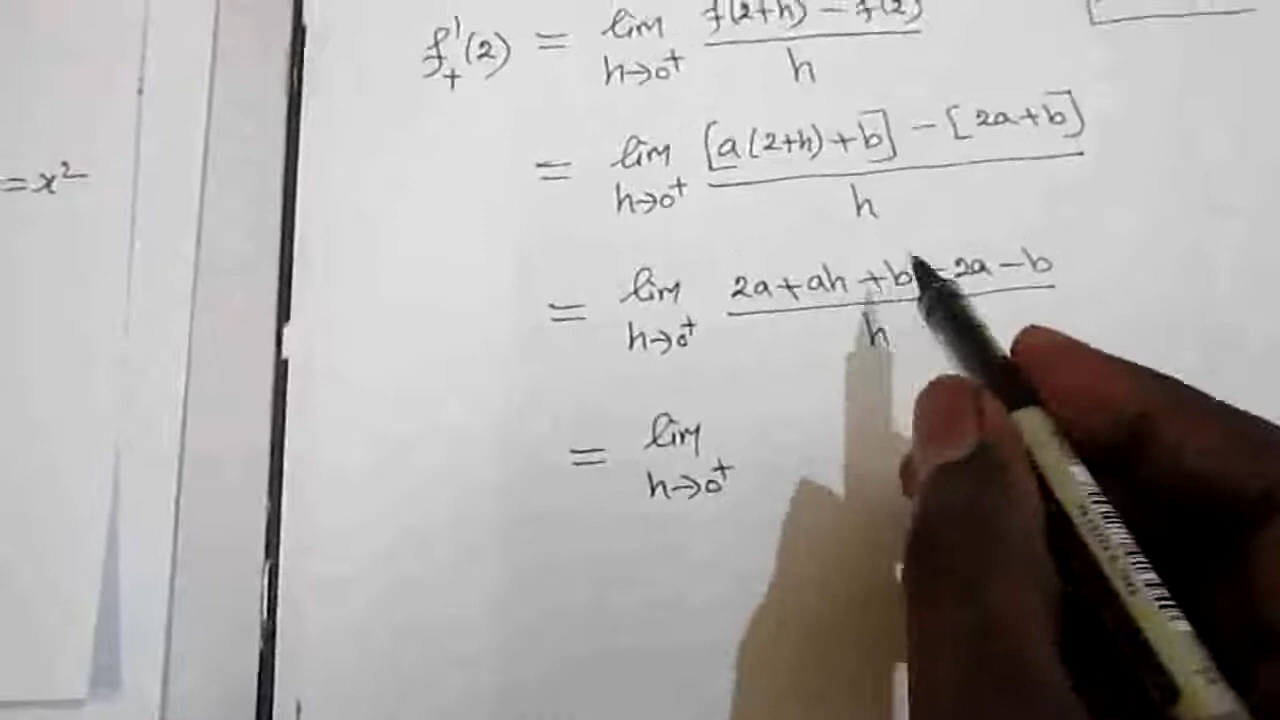 = x²
f'₊(2) = lim h→0⁺ f(2+h) - f(2) / h
= lim h→0⁺ [a(2+h)+b] - [2a+b] / h
= lim h→0⁺ 2a+ah+b-2a-b / h
= lim h→0⁺